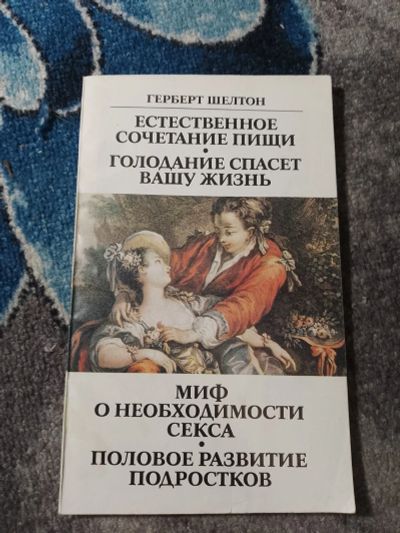 ГЕРБЕРТ ШЕЛТОН
ЕСТЕСТВЕННОЕ
СОЧЕТАНИЕ ПИЩИ
•
ГОЛОДАНИЕ СПАСЕТ
ВАШУ ЖИЗНЬ
МИФ
О НЕОБХОДИМОСТИ
СЕКСА
•
ПОЛОВОЕ РАЗВИТИЕ
ПОДРОСТКОВ